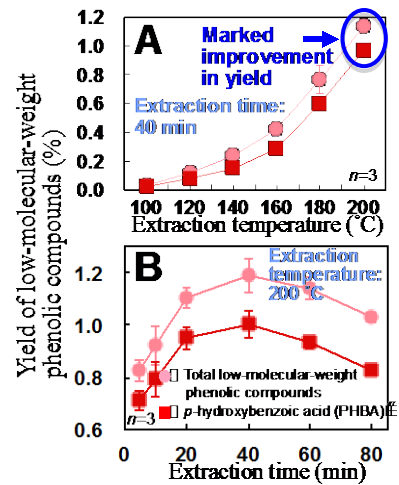 Yield of low-molecular-weight
phenolic compounds (%)
A
Marked
improvement
in yield
Extraction time:
40 min
n=3
1.2
1.0
0.8
0.6
0.4
0.2
0.0
100 120 140 160 180 200
Extraction temperature (°C)
B
Extraction
temperature:
200 °C
1.2
1.0
0.8
0.6
Total low-molecular-weight
phenolic compounds
p-hydroxybenzoic acid (PHBA)
n=3
0 20 40 60 80
Extraction time (min)